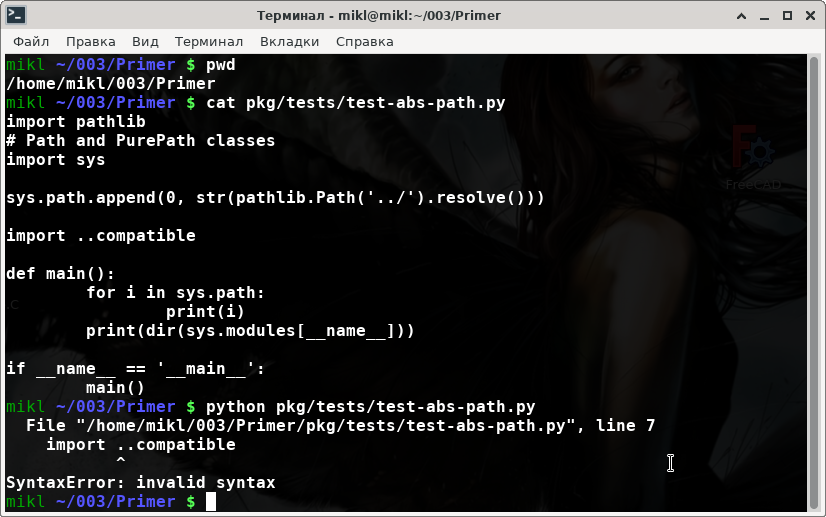 Терминал - mikl@mikl:~/003/Primer
Файл Правка Вид Терминал Вкладки Справка
mikl ~/003/Primer $ pwd
/home/mikl/003/Primer
mikl ~/003/Primer $ cat pkg/tests/test-abs-path.py
import pathlib
# Path and PurePath classes
import sys
sys.path.append(0, str(pathlib.Path('../').resolve()))
import ..compatible
def main():
        for i in sys.path:
                print(i)
        print(dir(sys.modules[__name__]))
if __name__ == '__main__':
        main()
mikl ~/003/Primer $ python pkg/tests/test-abs-path.py
  File "/home/mikl/003/Primer/pkg/tests/test-abs-path.py", line 7
    import ..compatible
           ^
SyntaxError: invalid syntax
mikl ~/003/Primer $
FreeCAD